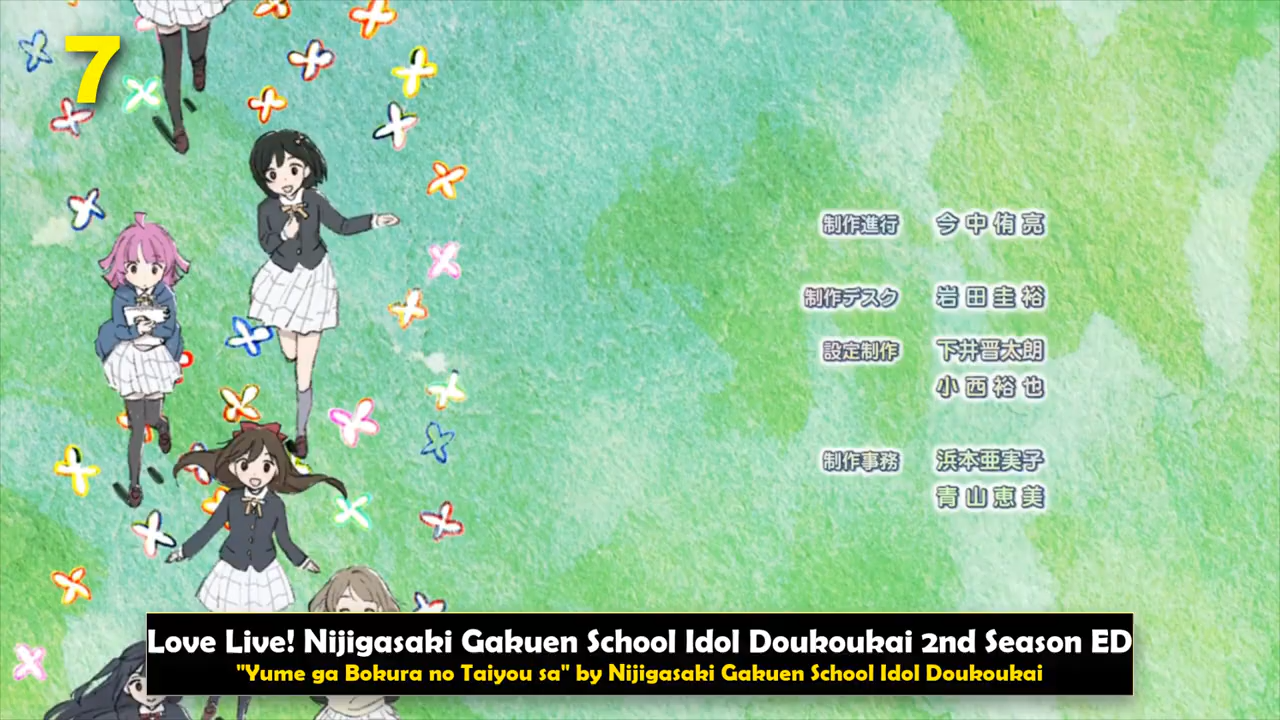 7
制作進行 今中侑亮
制作デスク 岩田圭裕
設定制作 下井晋太朗
小西裕也
制作事務 浜本亜実子
青山恵美
Love Live! Nijigasaki Gakuen School Idol Doukoukai 2nd Season ED
"Yume ga Bokura no Taiyou sa" by Nijigasaki Gakuen School Idol Doukoukai